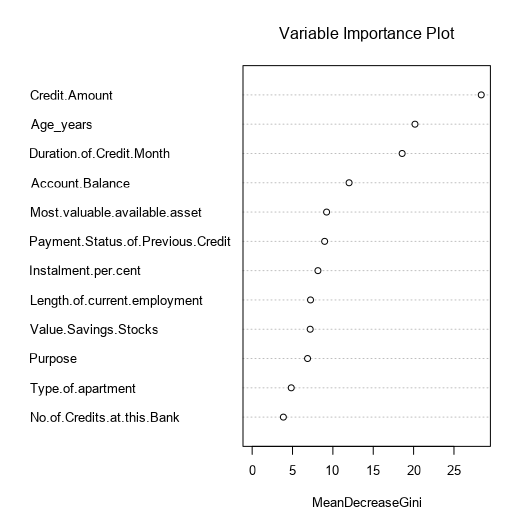 Variable Importance Plot
Credit.Amount
Age_years
Duration.of.Credit.Month
Account.Balance
Most.valuable.available.asset
Payment.Status.of.Previous.Credit
Instalment.per.cent
Length.of.current.employment
Value.Savings.Stocks
Purpose
Type.of.apartment
No.of.Credits.at.this.Bank
0 5 10 15 20 25
MeanDecreaseGini